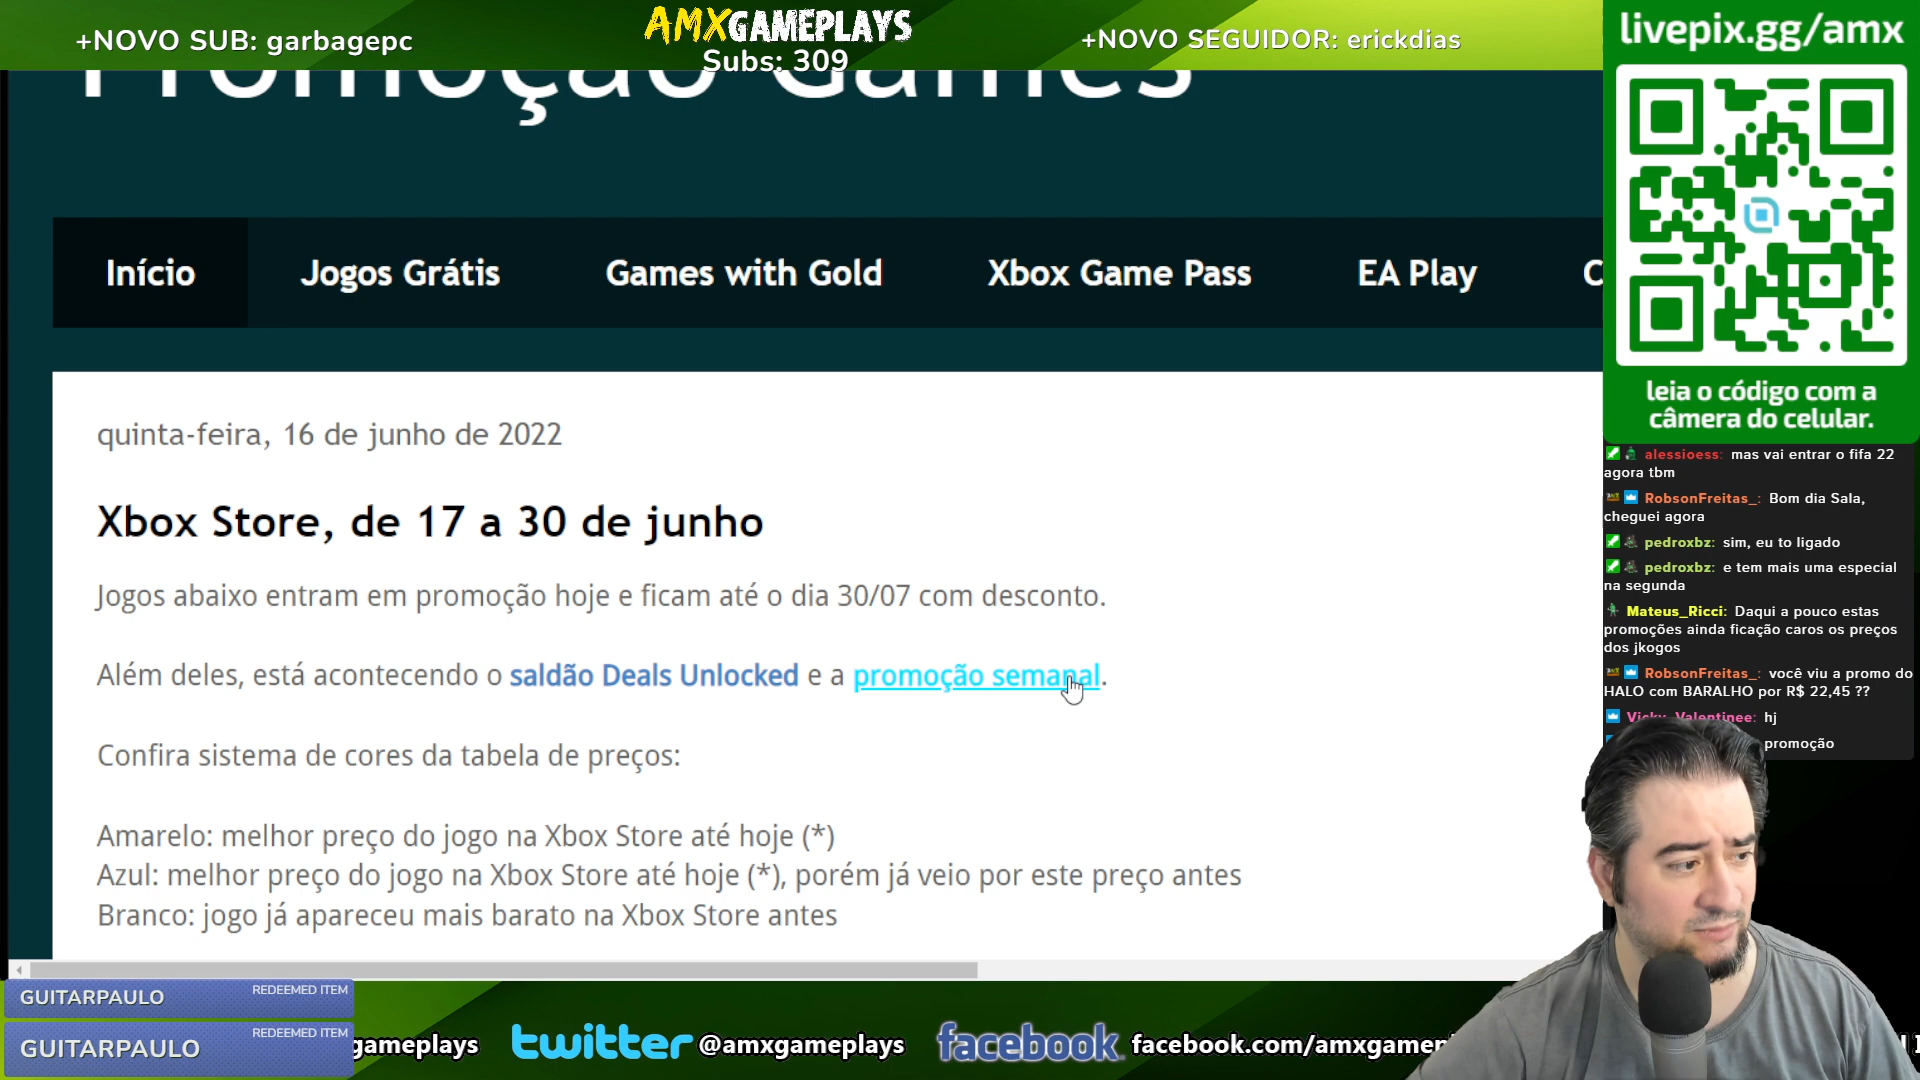 +NOVO SUB: garbagepc
AMXGAMEPLAYS
Subs: 309
+NOVO SEGUIDOR: erickdias
livepix.gg/amx
Promoção Games
Início
Jogos Grátis
Games with Gold
Xbox Game Pass
EA Play
C
leia o código com a
câmera do celular.
quinta-feira, 16 de junho de 2022
Xbox Store, de 17 a 30 de junho
Jogos abaixo entram em promoção hoje e ficam até o dia 30/07 com desconto.
Além deles, está acontecendo o saldão Deals Unlocked e a promoção semanal.
Confira sistema de cores da tabela de preços:
Amarelo: melhor preço do jogo na Xbox Store até hoje (*)
Azul: melhor preço do jogo na Xbox Store até hoje (*), porém já veio por este preço antes
Branco: jogo já apareceu mais barato na Xbox Store antes
alessioess: mas vai entrar o fifa 22
agora tbm
RobsonFreitas_: Bom dia Sala,
cheguei agora
pedroxbz: sim, eu to ligado
pedroxbz: e tem mais uma especial
na segunda
Mateus_Ricci: Daqui a pouco estas
promoções ainda ficação caros os preços
dos jkogos
RobsonFreitas_: você viu a promo do
HALO com BARALHO por R$ 22,45 ??
Vicky_Valentinee: hj
promoção
GUITARPAULO
REDEEMED ITEM
GUITARPAULO
REDEEMED ITEM
gameplays
twitter @amxgameplays
facebook facebook.com/amxgamep